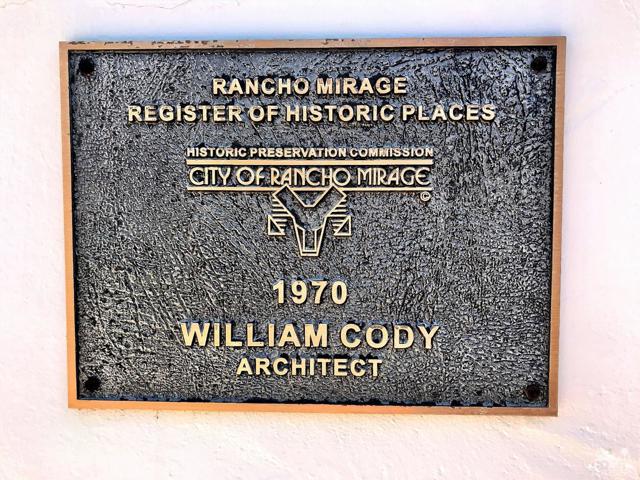 RANCHO MIRAGE
REGISTER OF HISTORIC PLACES
HISTORIC PRESERVATION COMMISSION
CITY OF RANCHO MIRAGE
©
1970
WILLIAM CODY
ARCHITECT